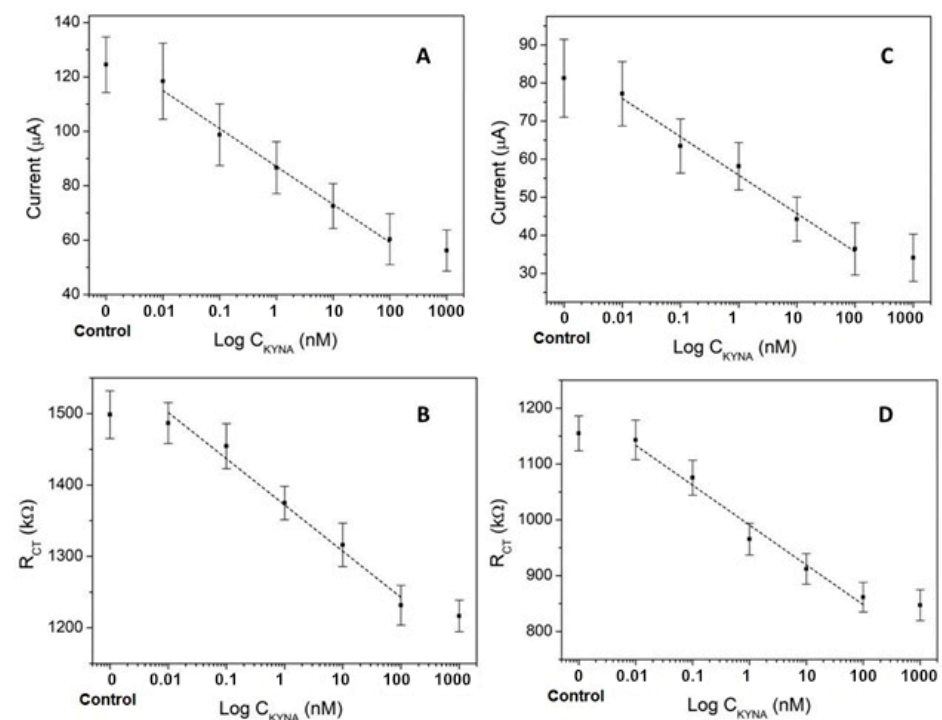 A
Current (μA)
140
120
100
80
60
40
0 0.01 0.1 1 10 100 1000
Control
Log C_KYNA (nM)
C
Current (μA)
90
80
70
60
50
40
30
0 0.01 0.1 1 10 100 1000
Control
Log C_KYNA (nM)
B
R_CT (kΩ)
1500
1400
1300
1200
0 0.01 0.1 1 10 100 1000
Control
Log C_KYNA (nM)
D
R_CT (kΩ)
1200
1100
1000
900
800
0 0.01 0.1 1 10 100 1000
Control
Log C_KYNA (nM)